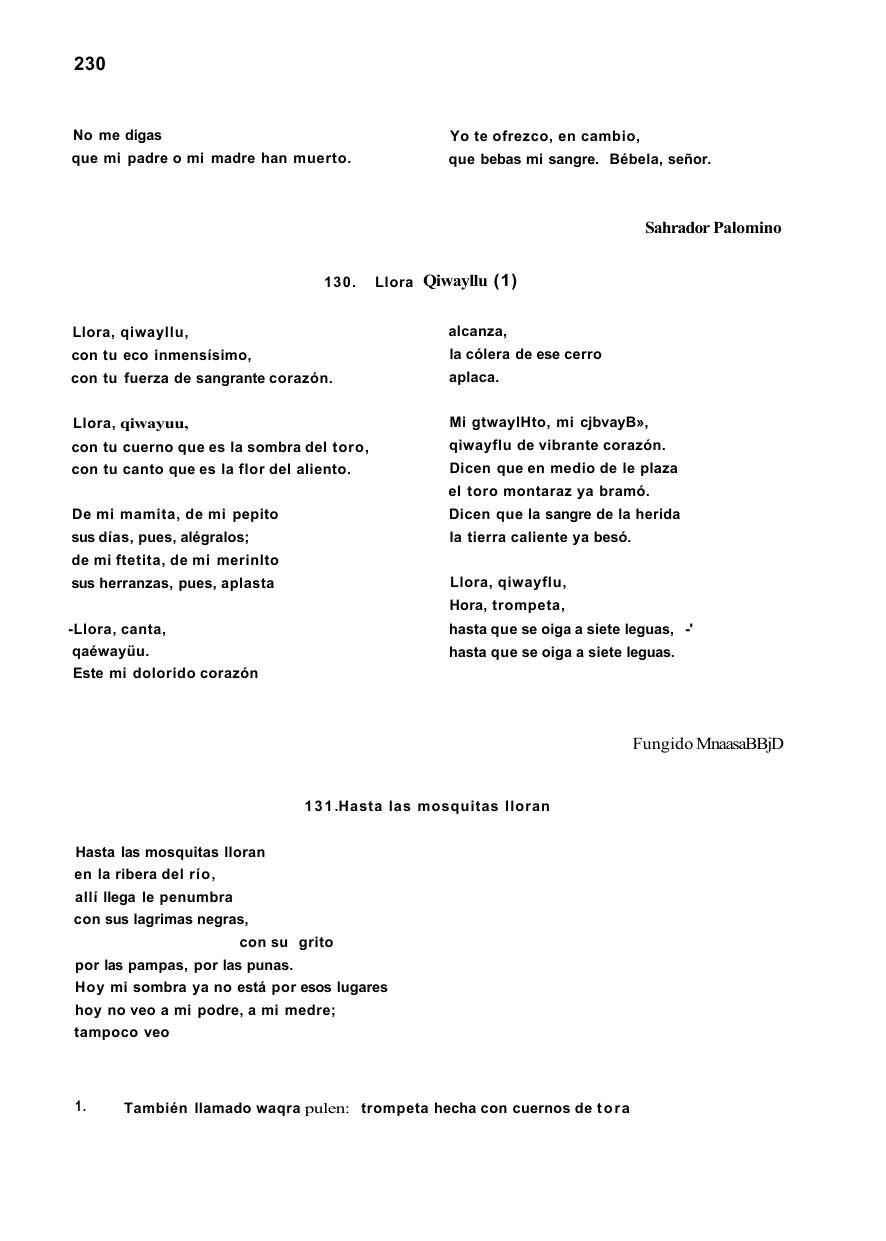 230
No me digas
que mi padre o mi madre han muerto.
Yo te ofrezco, en cambio,
que bebas mi sangre. Bébela, señor.
Sahrador Palomino
130. Llora Qiwayllu (1)
Llora, qiwayllu,
con tu eco inmensísimo,
con tu fuerza de sangrante corazón.
Llora, qiwayuu,
con tu cuerno que es la sombra del toro,
con tu canto que es la flor del aliento.
De mi mamita, de mi pepito
sus días, pues, alégralos;
de mi ftetita, de mi merinlto
sus herranzas, pues, aplasta
-Llora, canta,
qaéwayüu.
Este mi dolorido corazón
alcanza,
la cólera de ese cerro
aplaca.
Mi gtwaylHto, mi cjbvayB»,
qiwayflu de vibrante corazón.
Dicen que en medio de le plaza
el toro montaraz ya bramó.
Dicen que la sangre de la herida
la tierra caliente ya besó.
Llora, qiwayflu,
Hora, trompeta,
hasta que se oiga a siete leguas, -'
hasta que se oiga a siete leguas.
Fungido MnaasaBBjD
131.Hasta las mosquitas lloran
Hasta las mosquitas lloran
en la ribera del río,
allí llega le penumbra
con sus lagrimas negras,
con su grito
por las pampas, por las punas.
Hoy mi sombra ya no está por esos lugares
hoy no veo a mi podre, a mi medre;
tampoco veo
1. También llamado waqra pulen: trompeta hecha con cuernos de tora